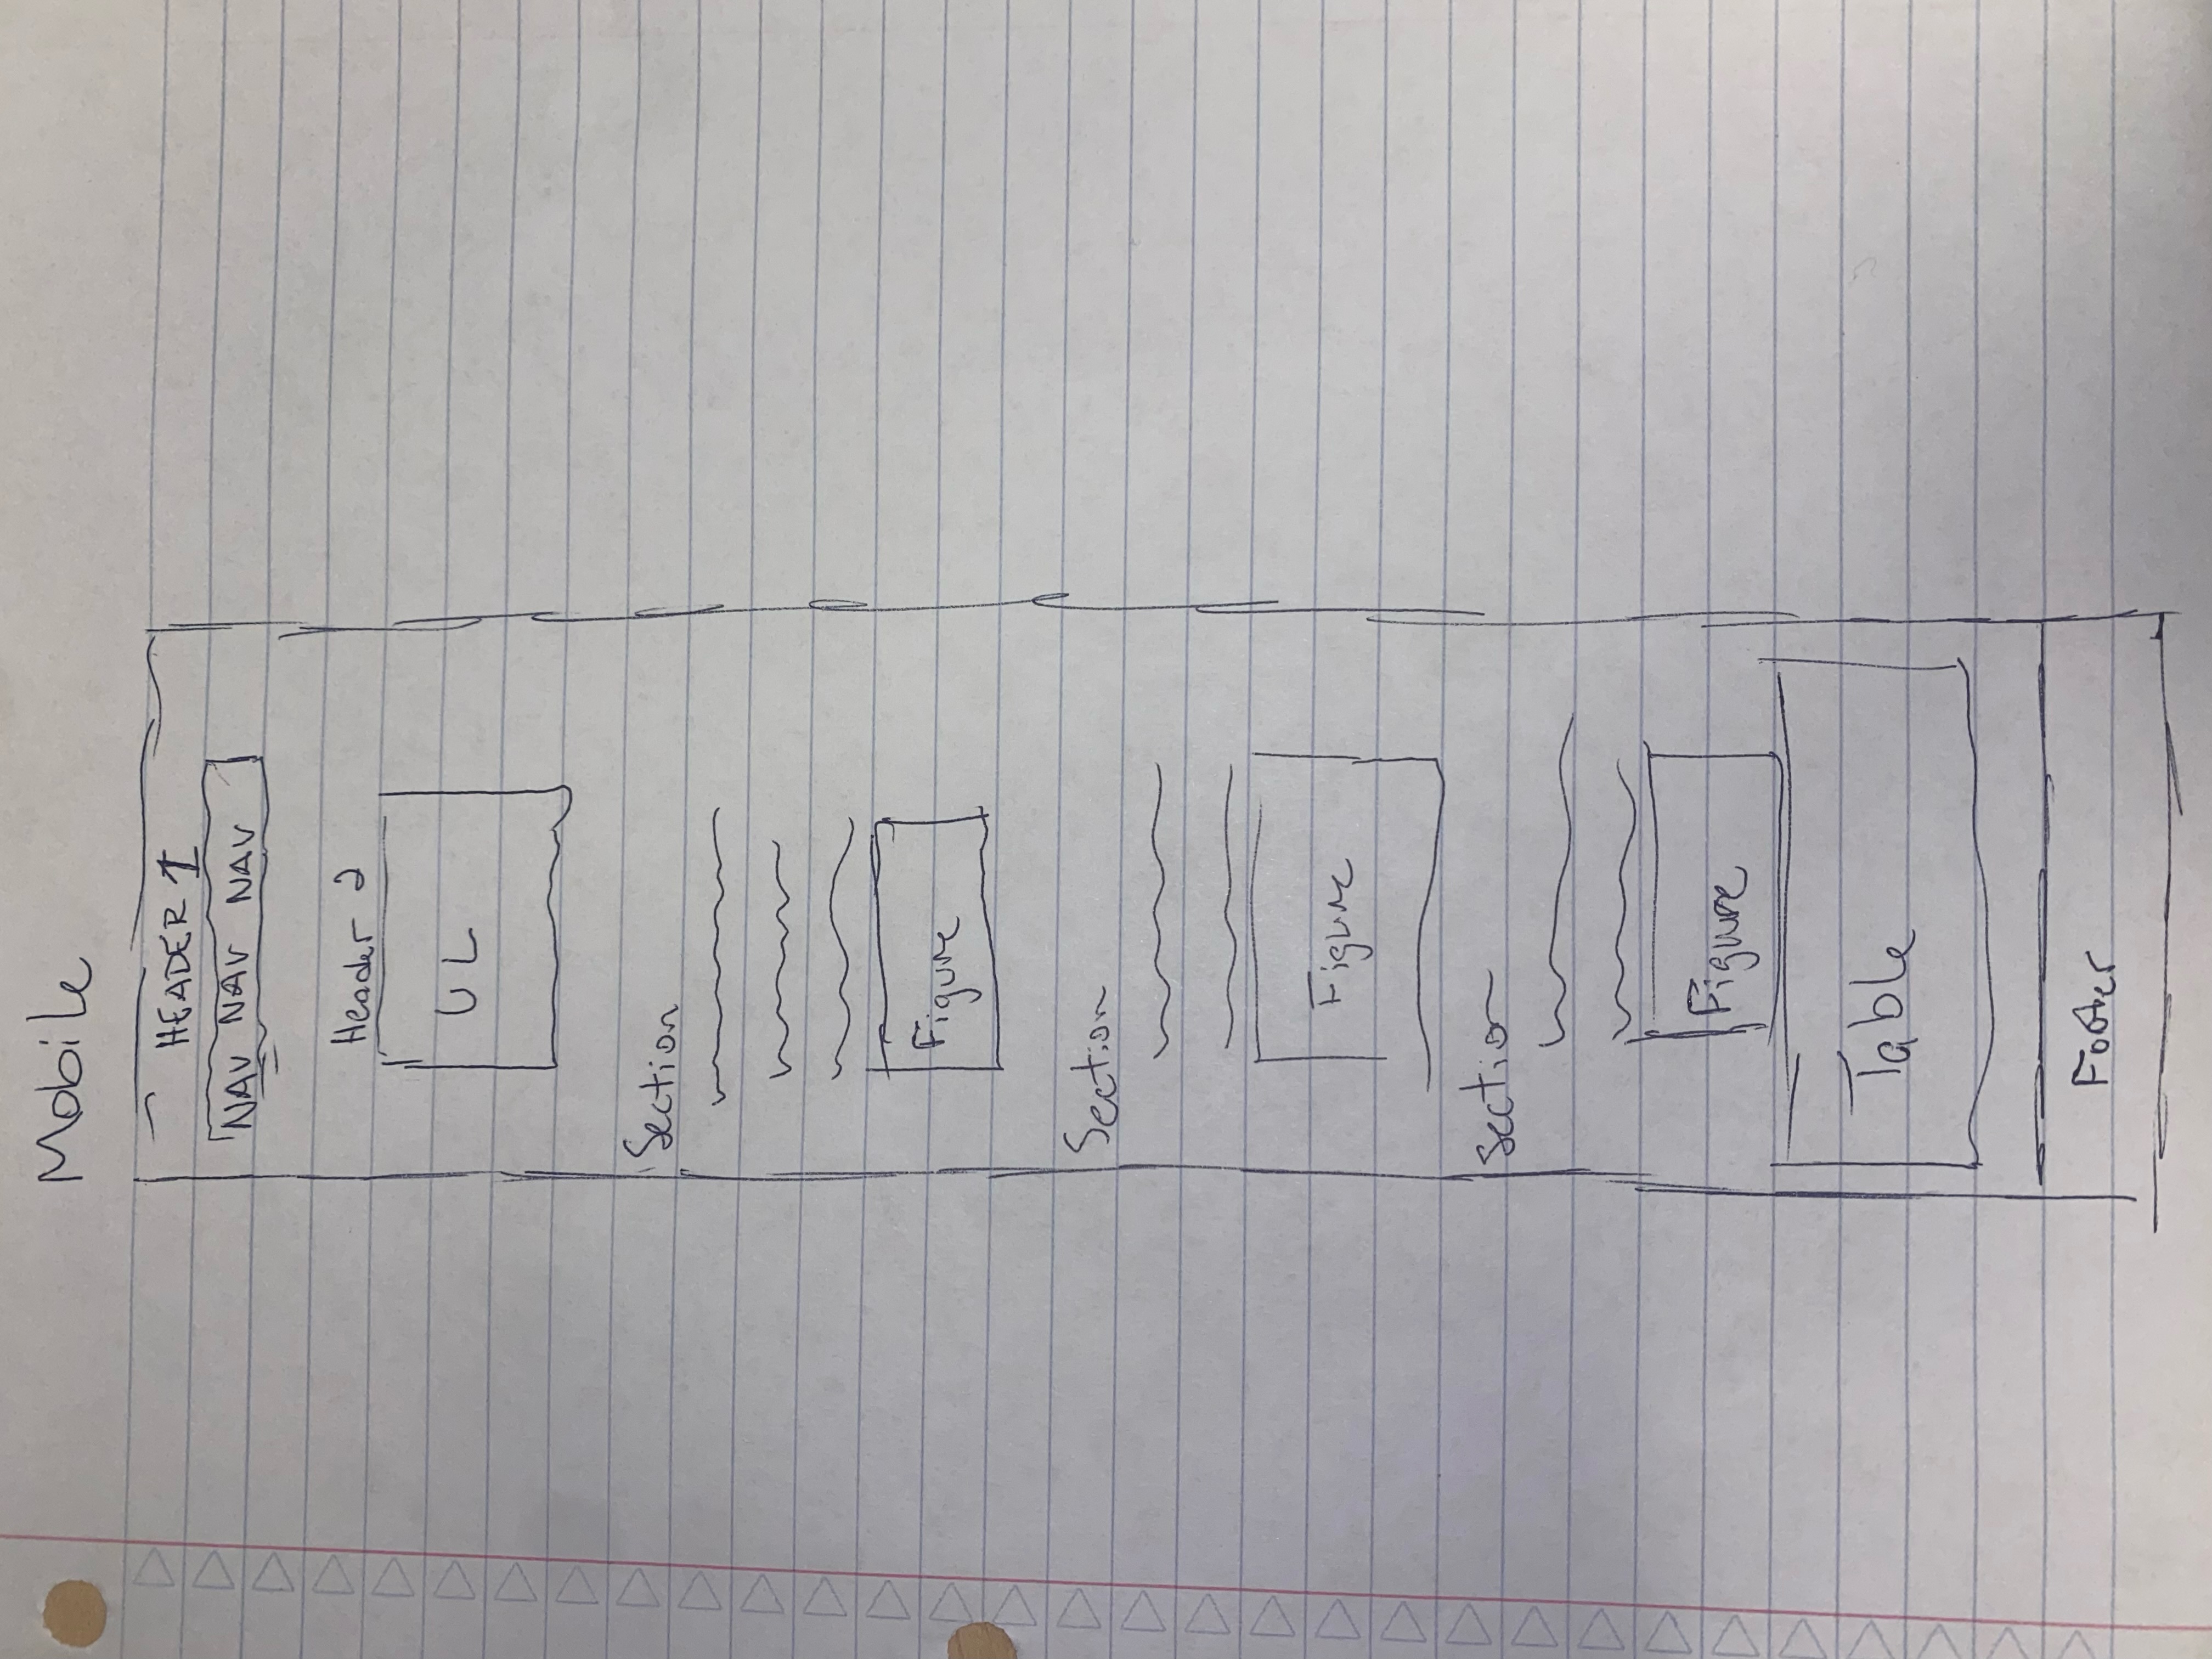 Mobile
HEADER 1
NAV NAV NAV
Header 2
UL
Section
Figure
Section
Figure
Section
Figure
Table
Footer